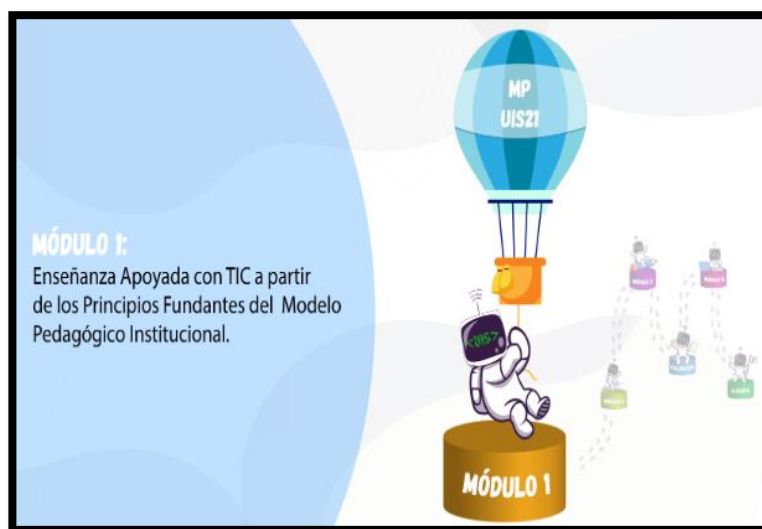 MÓDULO 1:
Enseñanza Apoyada con TIC a partir
de los Principios Fundantes del Modelo
Pedagógico Institucional.
MP
UIS21
<UIS>
MÓDULO 1